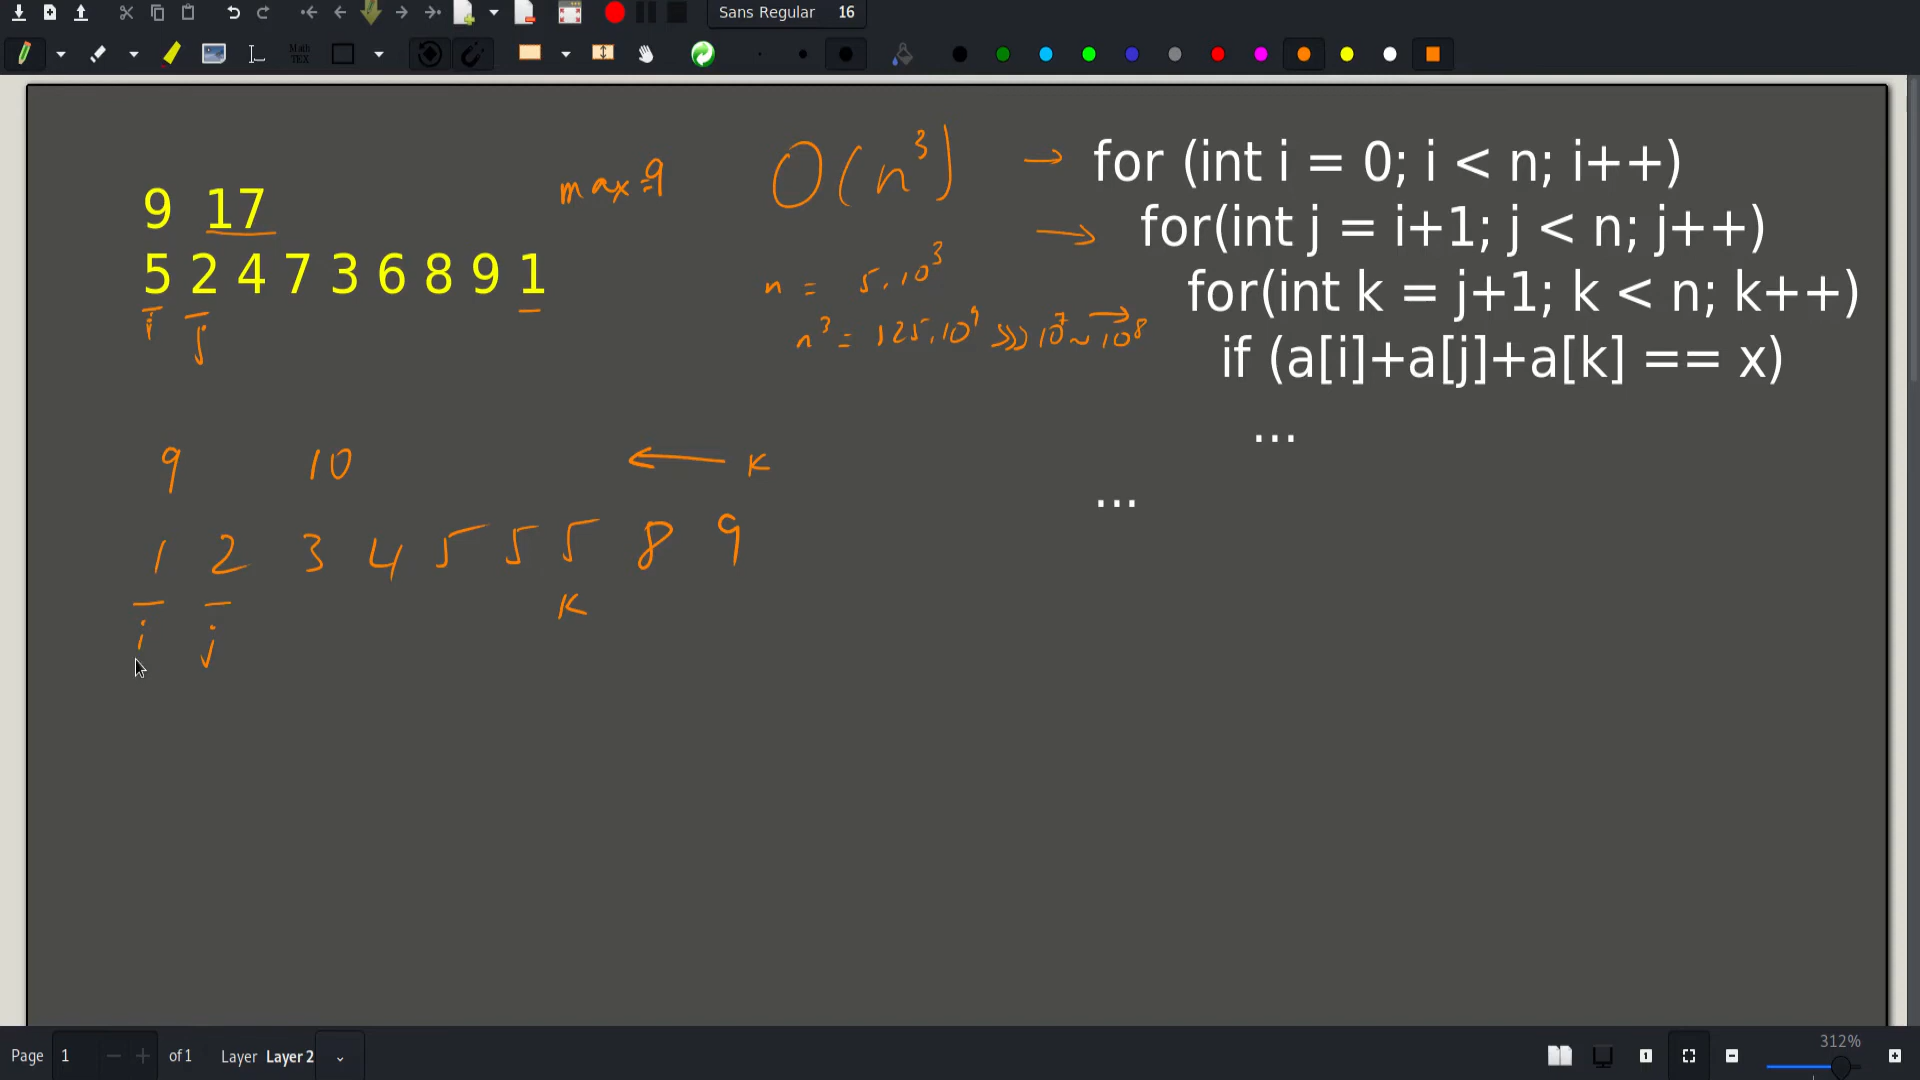 Sans Regular 16
Math
TEX
9 17
5 2 4 7 3 6 8 9 1
i j
max=9
O(n³)
n = 5.10³
n³ = 125.10⁹ >>> 10⁷ ~ 10⁸
→ for (int i = 0; i < n; i++)
→ for(int j = i+1; j < n; j++)
for(int k = j+1; k < n; k++)
if (a[i]+a[j]+a[k] == x)
...
...
9 10 ← k
1 2 3 4 5 5 5 8 9
i j k
Page 1 of 1 Layer Layer 2 312%